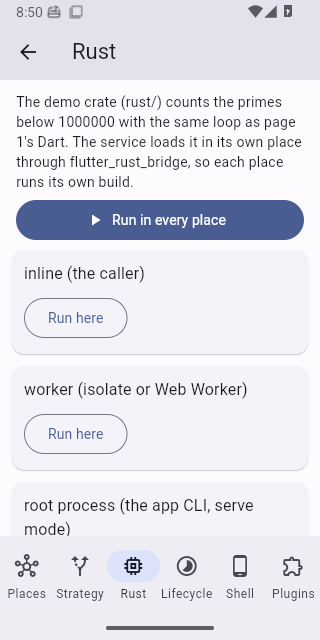 8:50
Rust
The demo crate (rust/) counts the primes
below 1000000 with the same loop as page
1's Dart. The service loads it in its own place
through flutter_rust_bridge, so each place
runs its own build.
Run in every place
inline (the caller)
Run here
worker (isolate or Web Worker)
Run here
root process (the app CLI, serve
mode)
Places Strategy Rust Lifecycle Shell Plugins